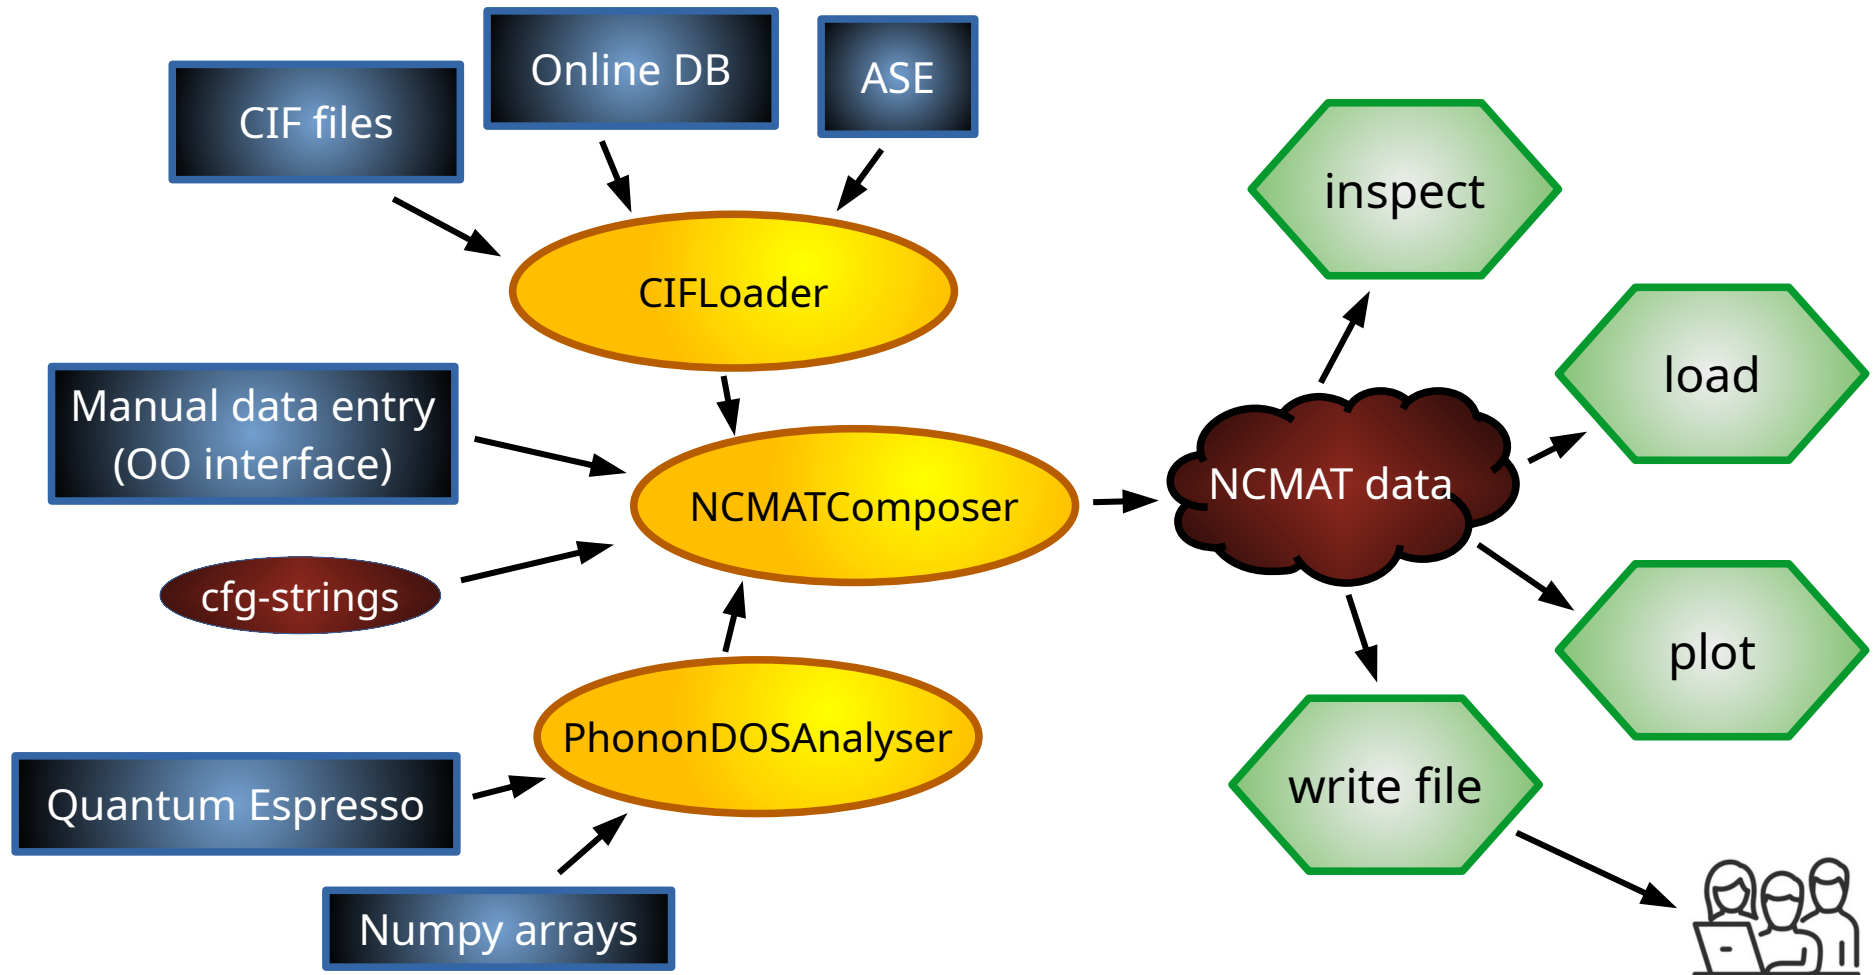 Online DB
ASE
CIF files
inspect
CIFLoader
load
Manual data entry
(OO interface)
NCMAT data
NCMATComposer
cfg-strings
plot
PhononDOSAnalyser
write file
Quantum Espresso
Numpy arrays